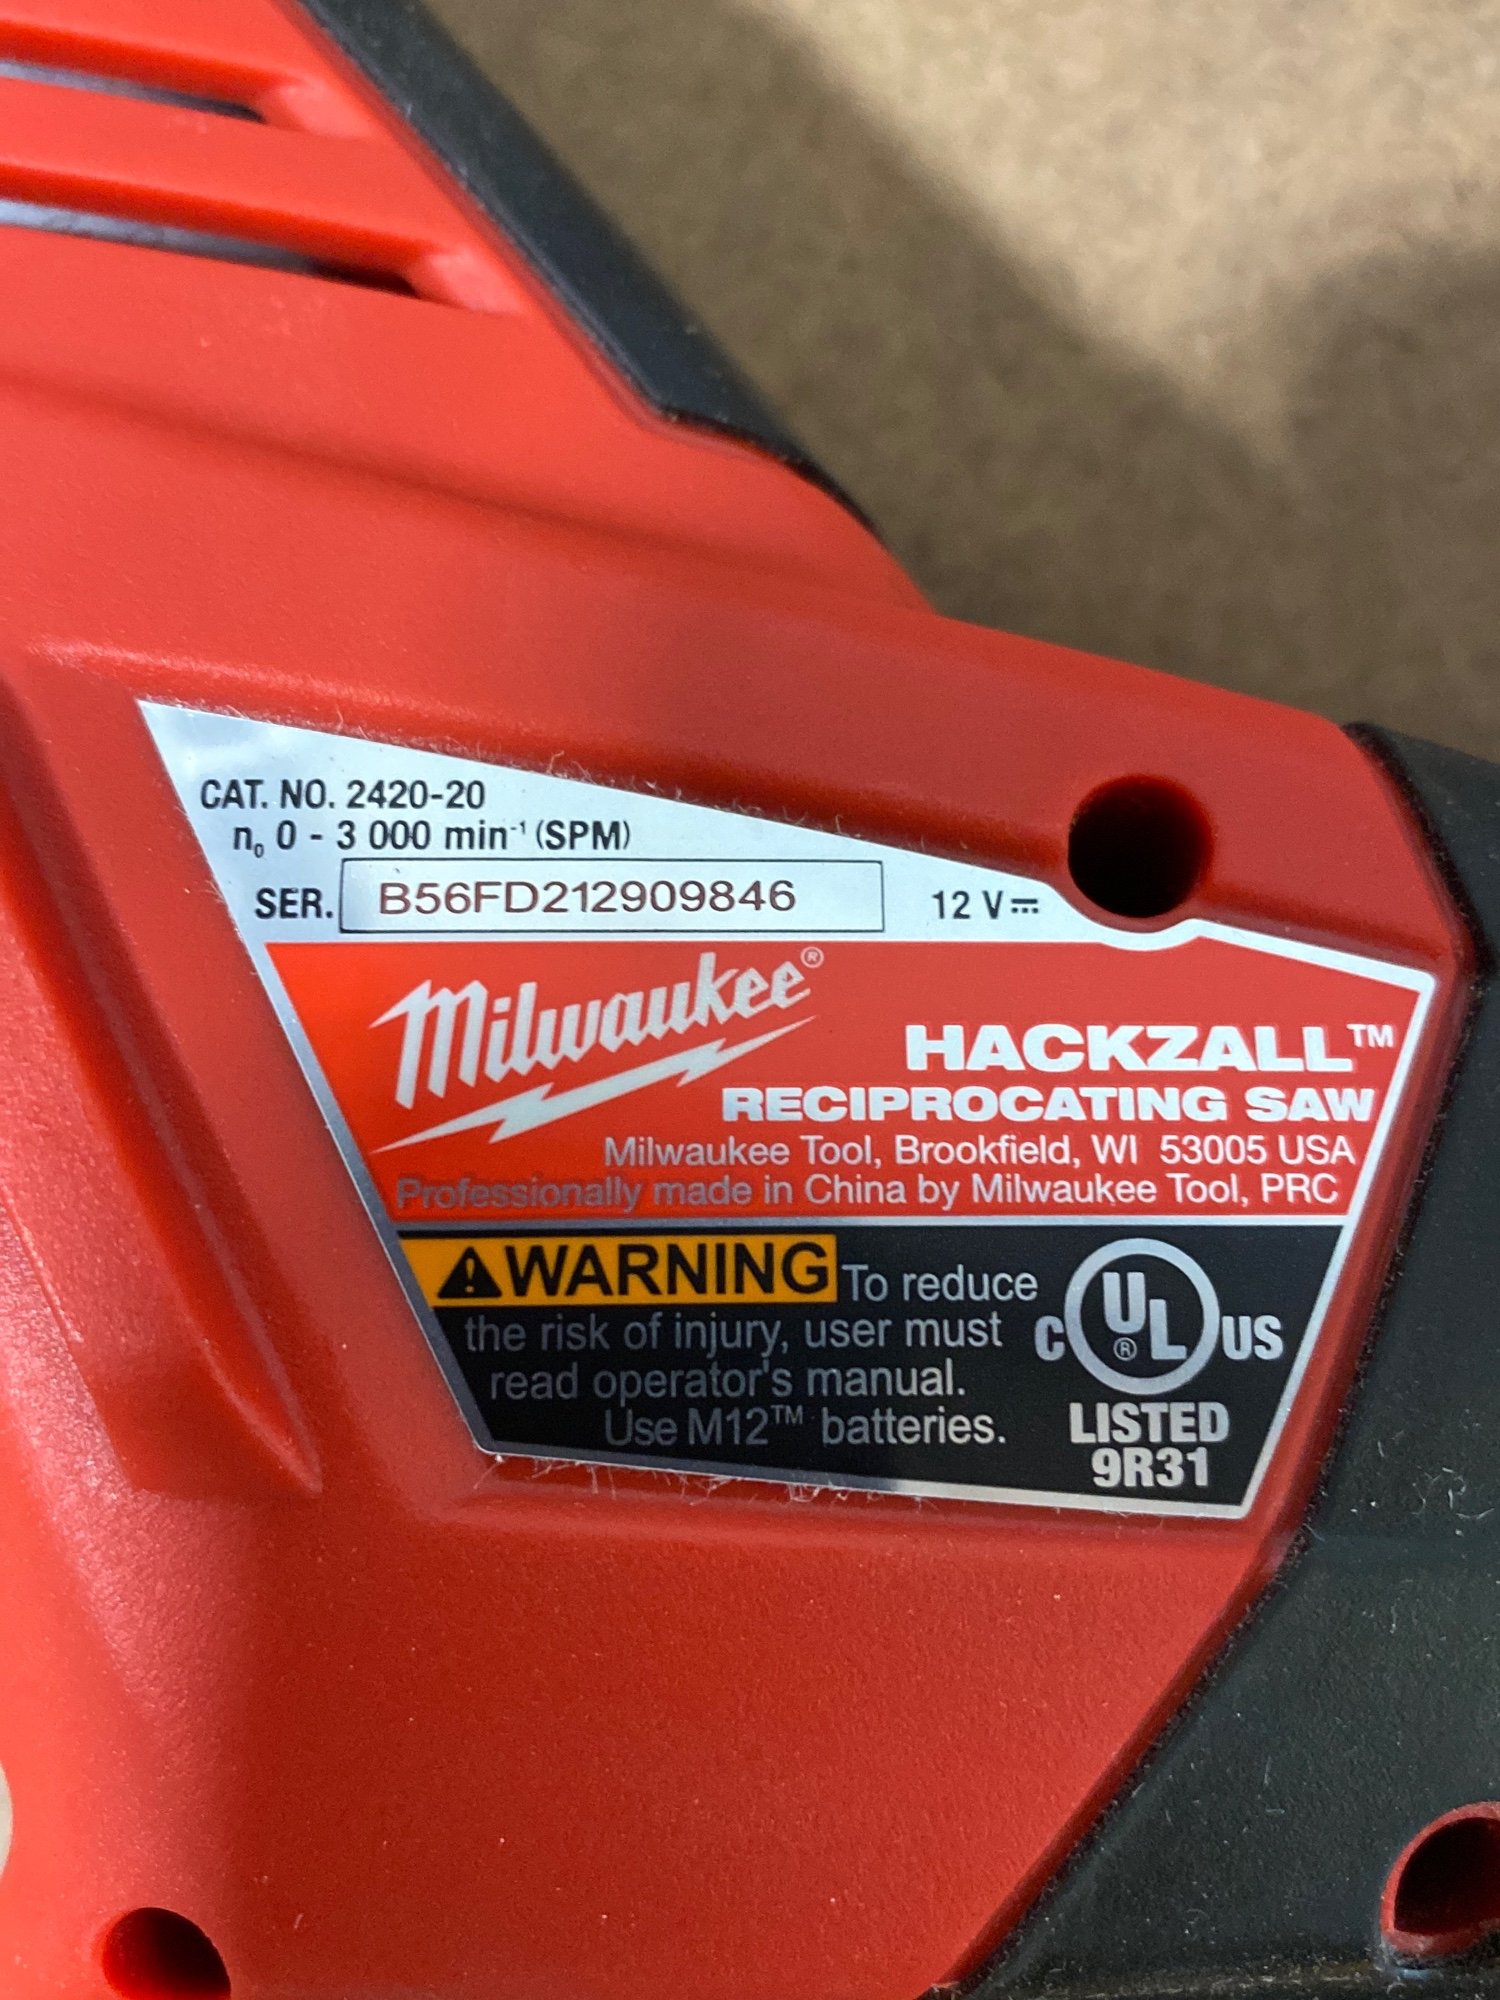 CAT. NO. 2420-20
n₀ 0 - 3 000 min⁻¹ (SPM)
SER. B56FD212909846 12 V⎓
Milwaukee®
HACKZALL™
RECIPROCATING SAW
Milwaukee Tool, Brookfield, WI 53005 USA
Professionally made in China by Milwaukee Tool, PRC
⚠WARNING To reduce
the risk of injury, user must
read operator's manual.
Use M12™ batteries.
C UL® US
LISTED
9R31